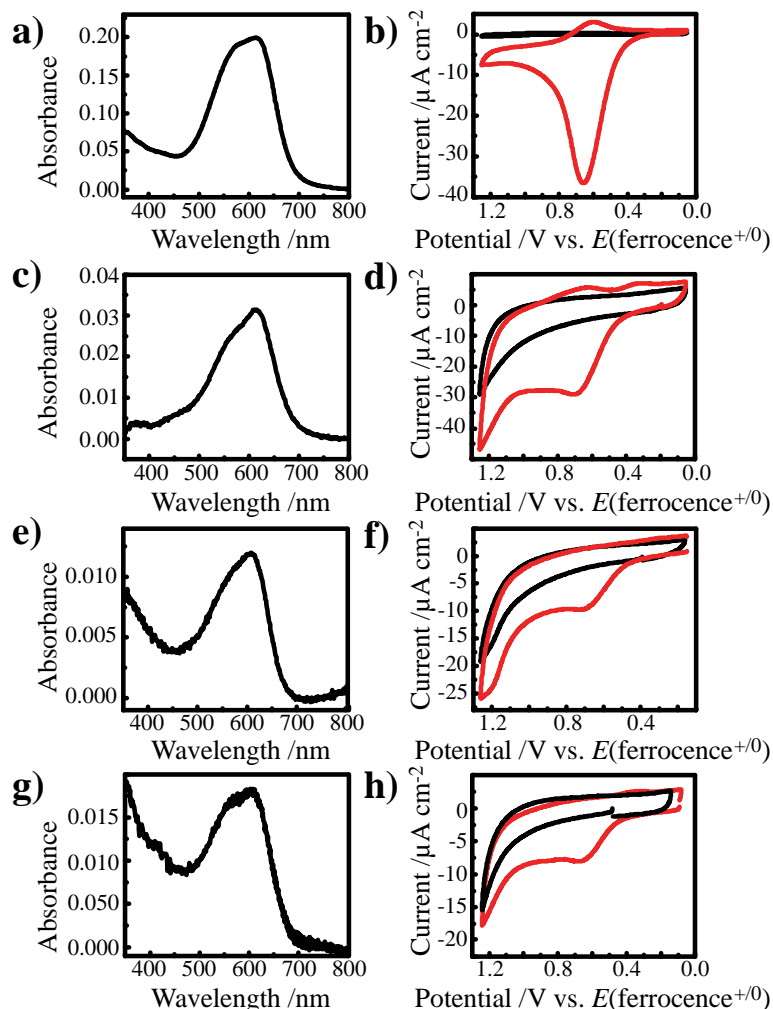 a)
0.20
0.15
0.10
0.05
0.00
Absorbance
400 500 600 700 800
Wavelength /nm
b)
0
-10
-20
-30
-40
Current /µA cm-2
1.2 0.8 0.4 0.0
Potential /V vs. E(ferrocence+/0)
c)
0.04
0.03
0.02
0.01
0.00
Absorbance
400 500 600 700 800
Wavelength /nm
d)
0
-10
-20
-30
-40
Current /µA cm-2
1.2 0.8 0.4 0.0
Potential /V vs. E(ferrocence+/0)
e)
0.010
0.005
0.000
Absorbance
400 500 600 700 800
Wavelength /nm
f)
0
-5
-10
-15
-20
-25
Current /µA cm-2
1.2 0.8 0.4
Potential /V vs. E(ferrocence+/0)
g)
0.015
0.010
0.005
0.000
Absorbance
400 500 600 700 800
Wavelength /nm
h)
0
-5
-10
-15
-20
Current /µA cm-2
1.2 0.8 0.4 0.0
Potential /V vs. E(ferrocence+/0)